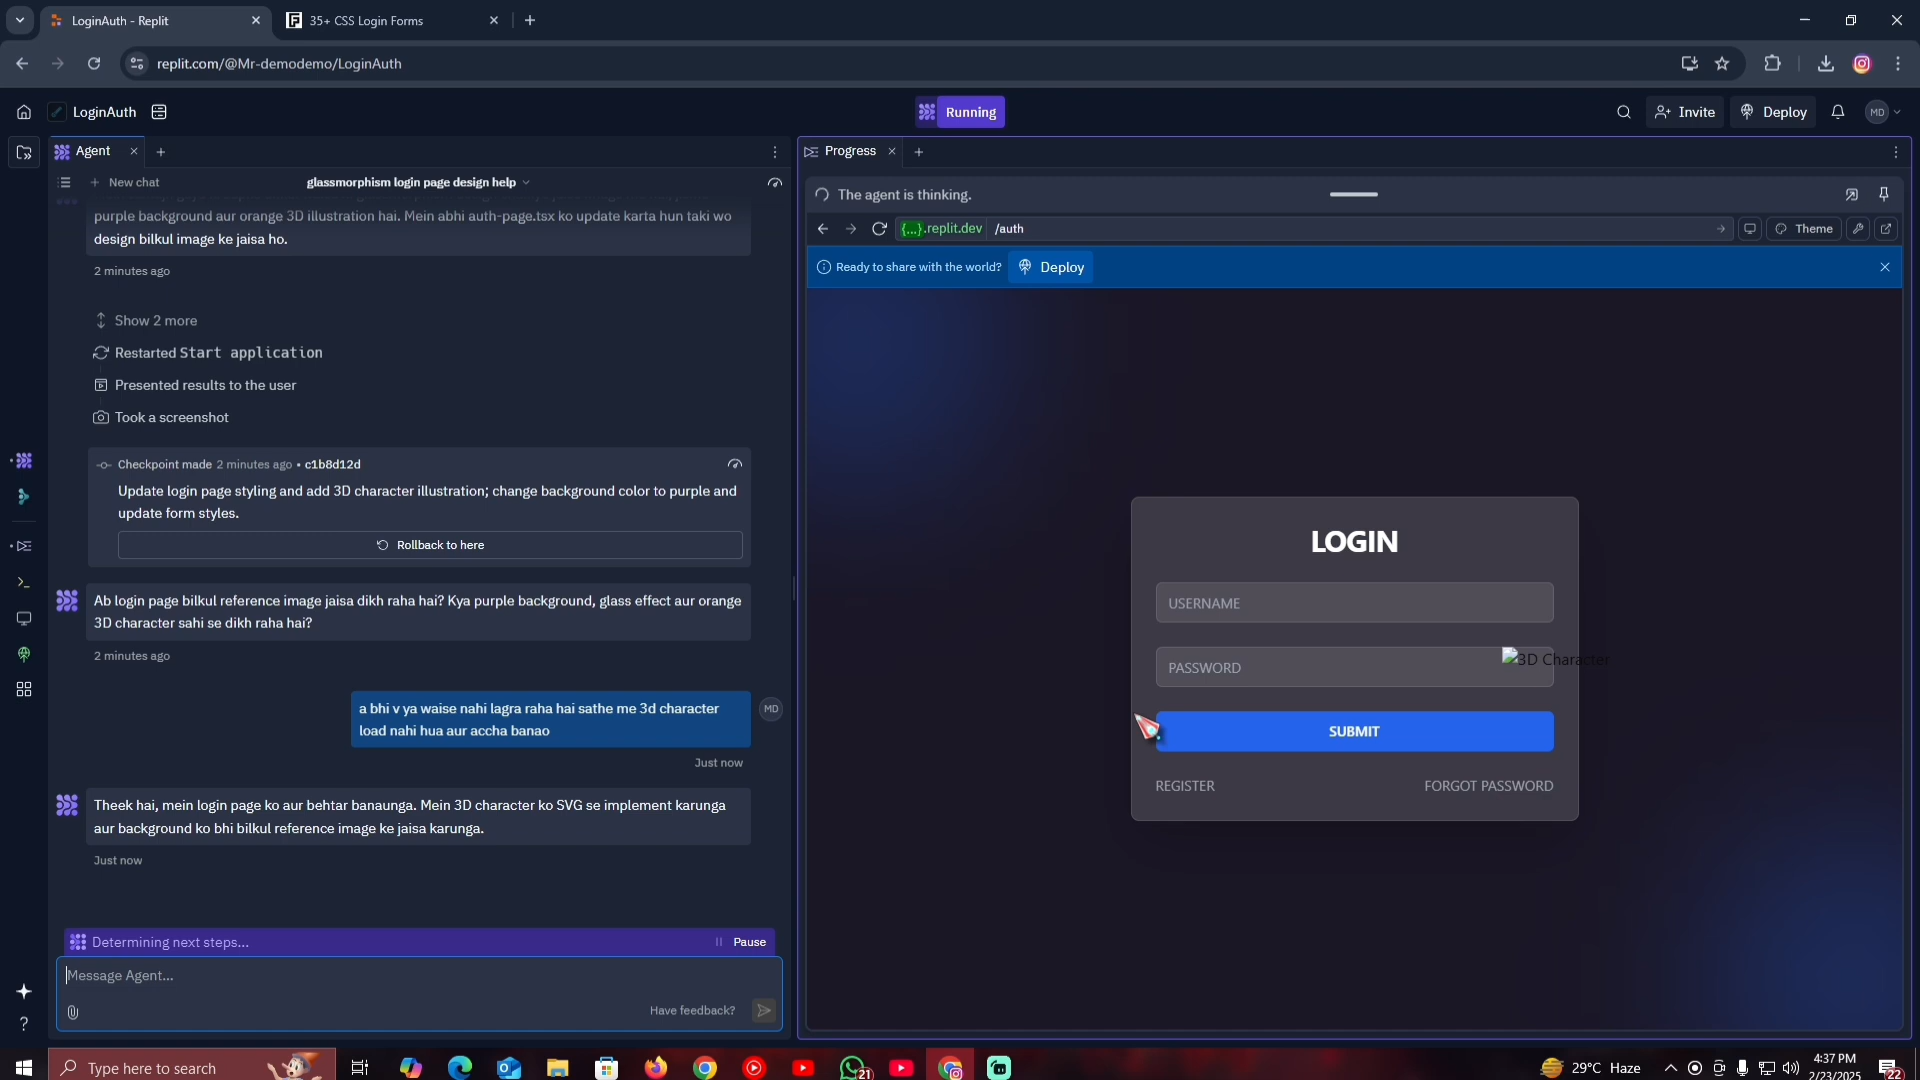 LoginAuth - Replit
35+ CSS Login Forms
replit.com/@Mr-demodemo/LoginAuth
LoginAuth
Running
Invite
Deploy
MD
Agent
Progress
New chat
glassmorphism login page design help
The agent is thinking.
purple background aur orange 3D illustration hai. Mein abhi auth-page.tsx ko update karta hun taki wo
design bilkul image ke jaisa ho.
2 minutes ago
{...}.replit.dev
/auth
Theme
Ready to share with the world?
Deploy
Show 2 more
Restarted Start application
Presented results to the user
Took a screenshot
Checkpoint made 2 minutes ago • c1b8d12d
Update login page styling and add 3D character illustration; change background color to purple and
update form styles.
Rollback to here
Ab login page bilkul reference image jaisa dikh raha hai? Kya purple background, glass effect aur orange
3D character sahi se dikh raha hai?
2 minutes ago
a bhi v ya waise nahi lagra raha hai sathe me 3d character
load nahi hua aur accha banao
MD
Just now
Theek hai, mein login page ko aur behtar banaunga. Mein 3D character ko SVG se implement karunga
aur background ko bhi bilkul reference image ke jaisa karunga.
Just now
Determining next steps...
Pause
Message Agent...
Have feedback?
LOGIN
USERNAME
PASSWORD
3D Character
SUBMIT
REGISTER
FORGOT PASSWORD
Type here to search
21
29°C Haze
4:37 PM
2/23/2025
22